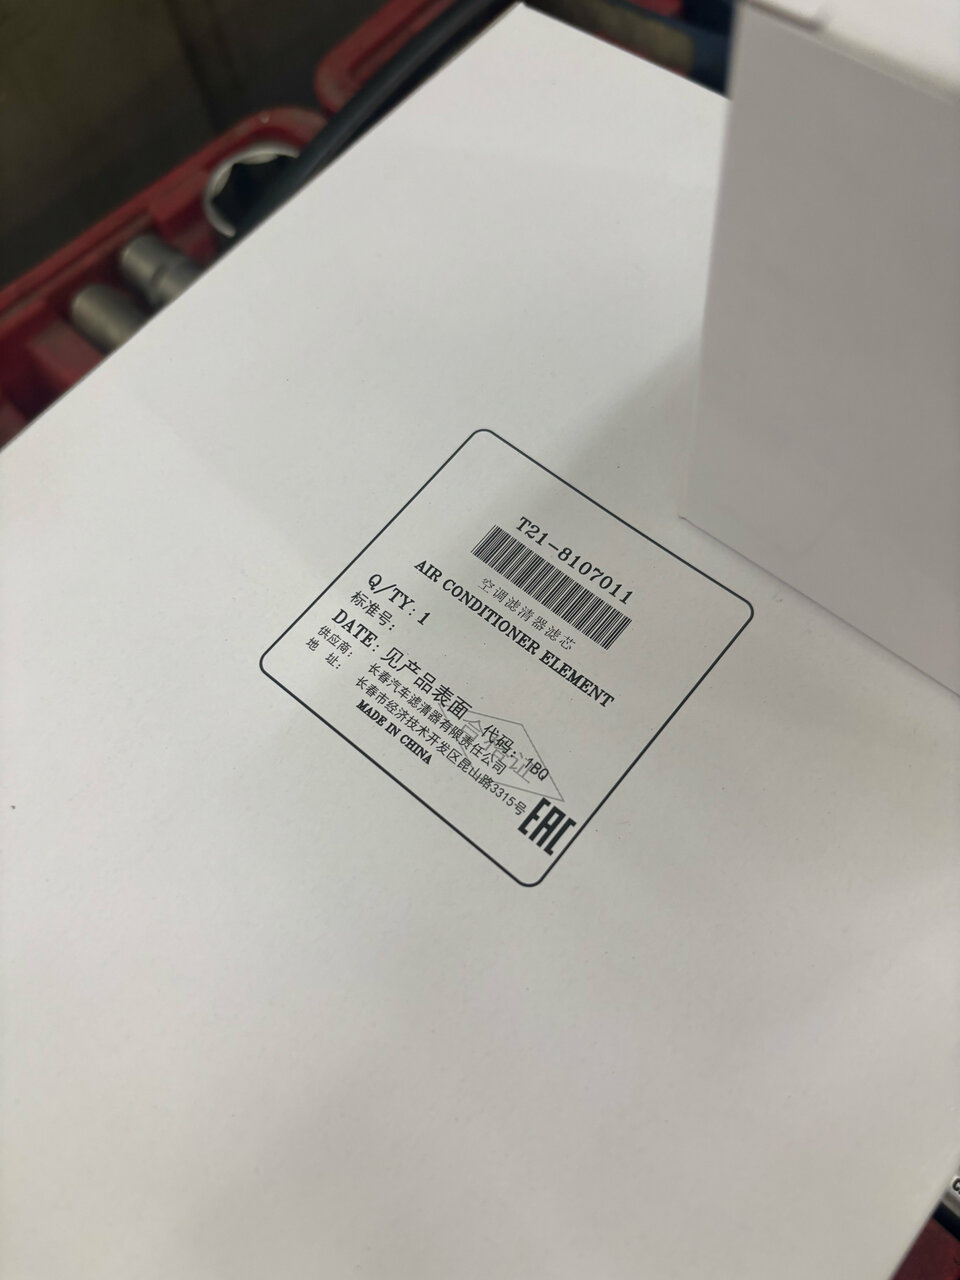 T21-8107011
空调滤清器滤芯
AIR CONDITIONER ELEMENT
Q/TY: 1
标准号:
DATE: 见产品表面 代码: 1BQ
供应商: 长春汽车滤清器有限责任公司
地 址: 长春市经济技术开发区昆山路3315号
MADE IN CHINA
合格证
EAC